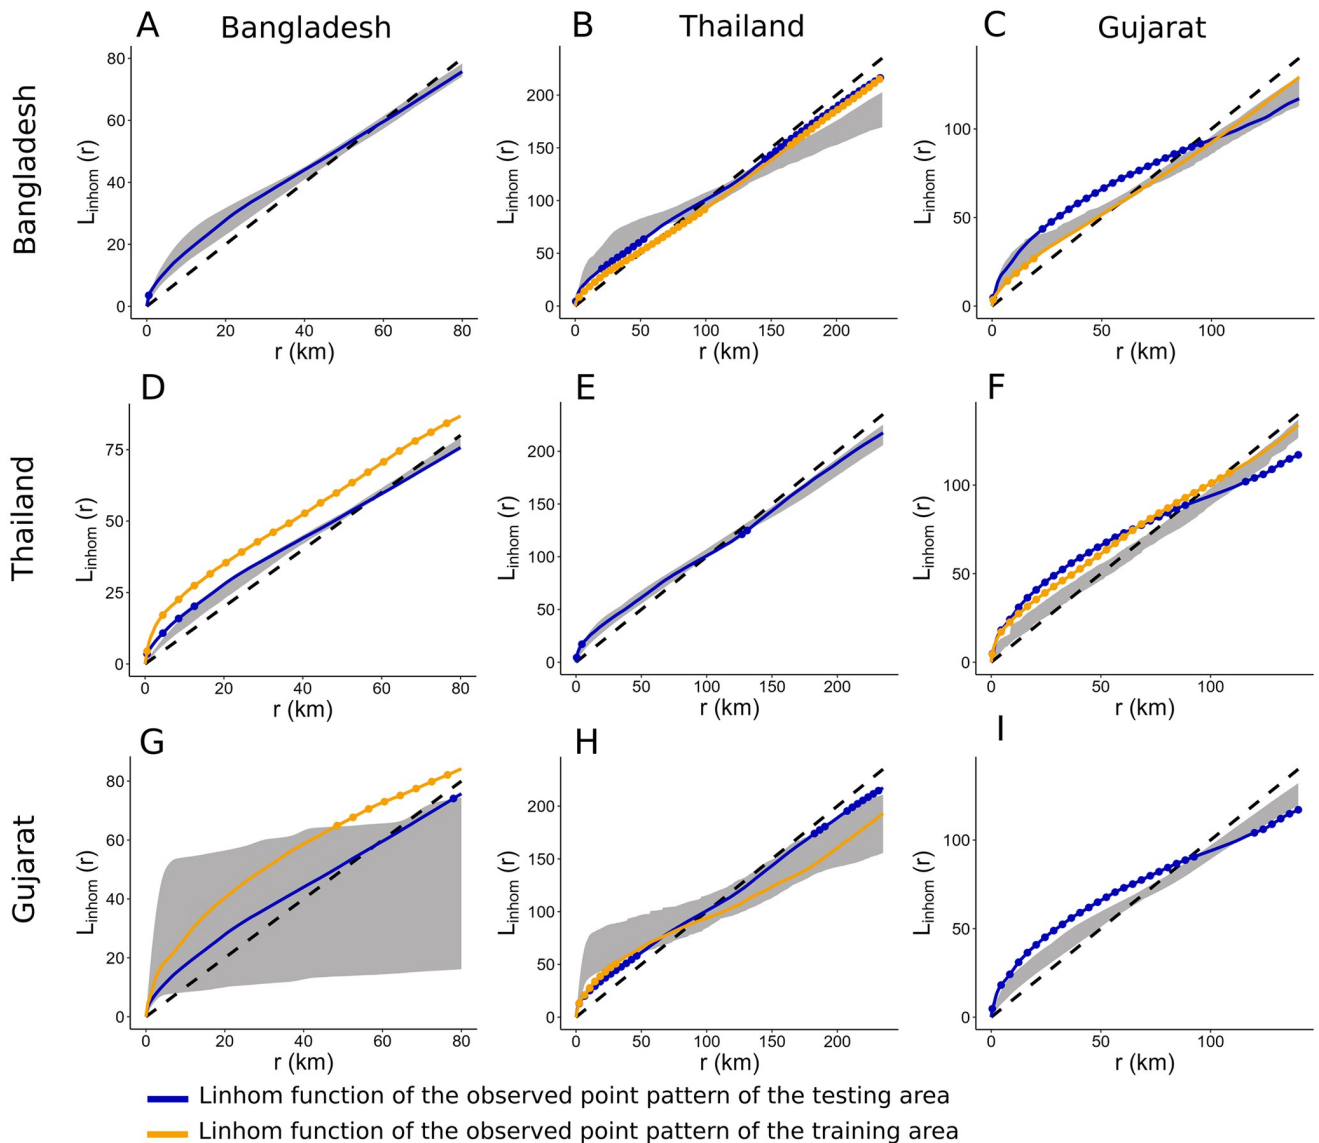 A Bangladesh B Thailand C Gujarat
Bangladesh
Linhom (r)
80
60
40
20
0
0 20 40 60 80
r (km)
Linhom (r)
200
150
100
50
0
0 50 100 150 200
r (km)
Linhom (r)
100
50
0
0 50 100
r (km)
D E F
Thailand
Linhom (r)
75
50
25
0
0 20 40 60 80
r (km)
Linhom (r)
200
150
100
50
0
0 50 100 150 200
r (km)
Linhom (r)
100
50
0
0 50 100
r (km)
G H I
Gujarat
Linhom (r)
80
60
40
20
0
0 20 40 60 80
r (km)
Linhom (r)
200
150
100
50
0
0 50 100 150 200
r (km)
Linhom (r)
100
50
0
0 50 100
r (km)
Linhom function of the observed point pattern of the testing area
Linhom function of the observed point pattern of the training area